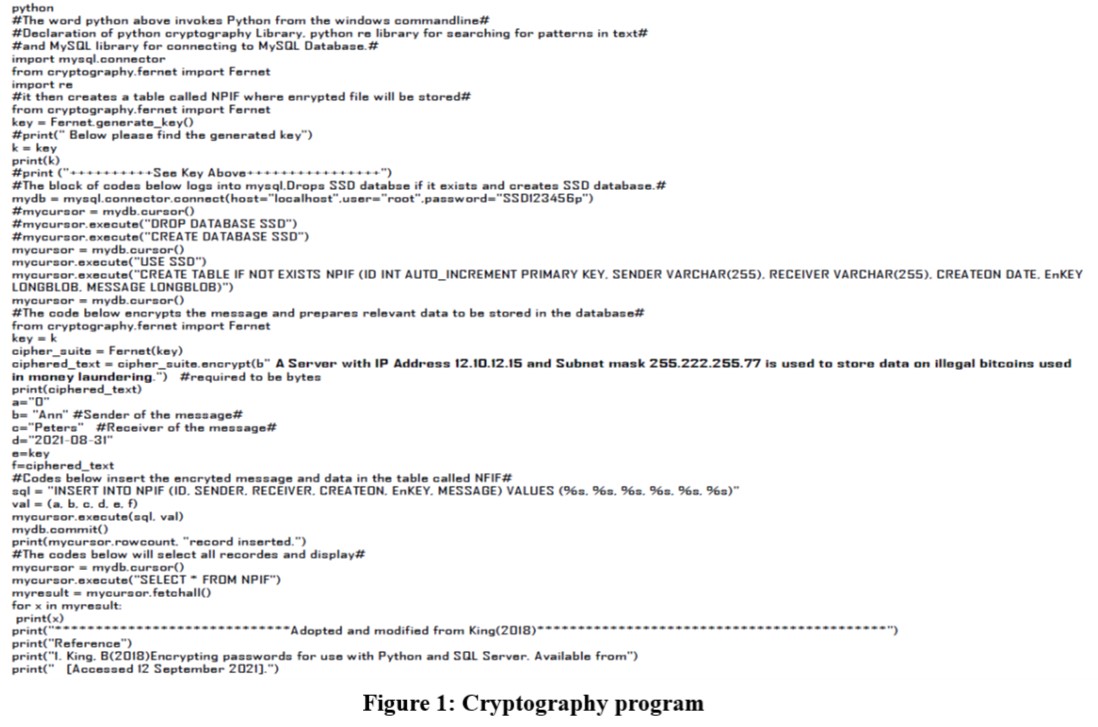 python
#The word python above invokes Python from the windows commandline#
#Declaration of python cryptography Library, python re library for searching for patterns in text#
#and MySQL library for connecting to MySQL Database.#
import mysql.connector
from cryptography.fernet import Fernet
import re
#it then creates a table called NPIF where enrypted file will be stored#
from cryptography.fernet import Fernet
key = Fernet.generate_key()
#print(" Below please find the generated key")
k = key
print(k)
#print ("++++++++++See Key Above++++++++++++++++")
#The block of codes below logs into mysql,Drops SSD databse if it exists and creates SSD database.#
mydb = mysql.connector.connect(host="localhost",user="root",password="SSD123456p")
#mycursor = mydb.cursor()
#mycursor.execute("DROP DATABASE SSD")
#mycursor.execute("CREATE DATABASE SSD")
mycursor = mydb.cursor()
mycursor.execute("USE SSD")
mycursor.execute("CREATE TABLE IF NOT EXISTS NPIF (ID INT AUTO_INCREMENT PRIMARY KEY, SENDER VARCHAR(255), RECEIVER VARCHAR(255), CREATEON DATE, EnKEY
LONGBLOB, MESSAGE LONGBLOB)")
mycursor = mydb.cursor()
#The code below encrypts the message and prepares relevant data to be stored in the database#
from cryptography.fernet import Fernet
key = k
cipher_suite = Fernet(key)
ciphered_text = cipher_suite.encrypt(b" A Server with IP Address 12.10.12.15 and Subnet mask 255.222.255.77 is used to store data on illegal bitcoins used
in money laundering.")   #required to be bytes
print(ciphered_text)
a="0"
b= "Ann" #Sender of the message#
c="Peters"  #Receiver of the message#
d="2021-08-31"
e=key
f=ciphered_text
#Codes below insert the encryted message and data in the table called NFIF#
sql = "INSERT INTO NPIF (ID, SENDER, RECEIVER, CREATEON, EnKEY, MESSAGE) VALUES (%s, %s, %s, %s, %s, %s)"
val = (a, b, c, d, e, f)
mycursor.execute(sql, val)
mydb.commit()
print(mycursor.rowcount, "record inserted.")
#The codes below will select all recordes and display#
mycursor = mydb.cursor()
mycursor.execute("SELECT * FROM NPIF")
myresult = mycursor.fetchall()
for x in myresult:
 print(x)
print("******************************Adopted and modified from King(2018)********************************************")
print("Reference")
print("1. King, B(2018)Encrypting passwords for use with Python and SQL Server. Available from")
print("   [Accessed 12 September 2021].")
Figure 1: Cryptography program